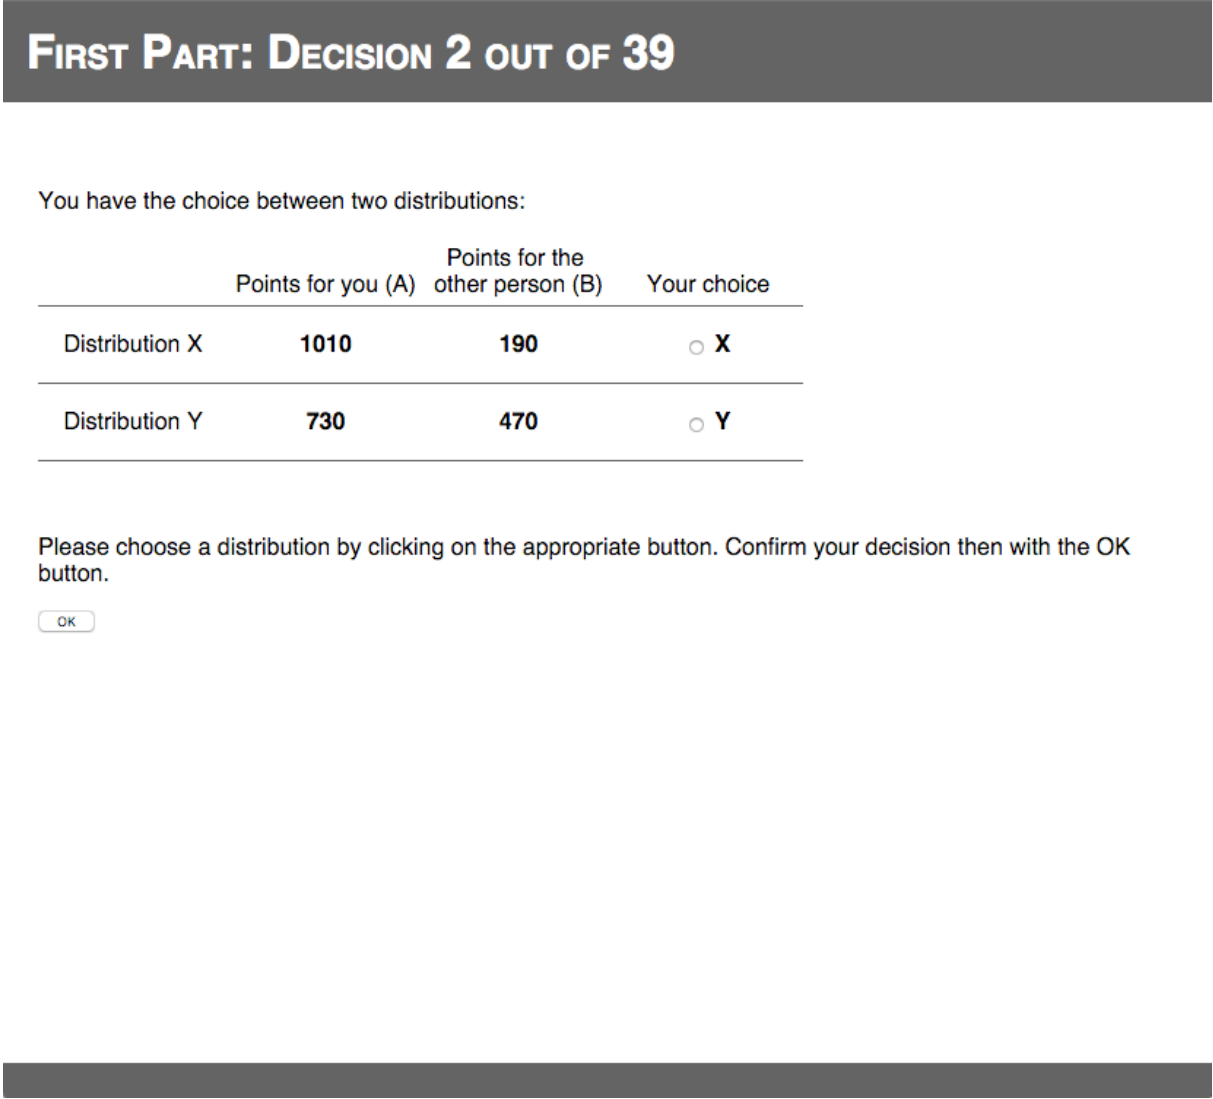 FIRST PART: DECISION 2 OUT OF 39
You have the choice between two distributions:
Points for the
Points for you (A) other person (B) Your choice
Distribution X 1010 190 X
Distribution Y 730 470 Y
Please choose a distribution by clicking on the appropriate button. Confirm your decision then with the OK
button.
OK